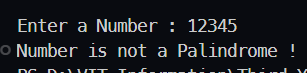 Enter a Number : 12345
Number is not a Palindrome !